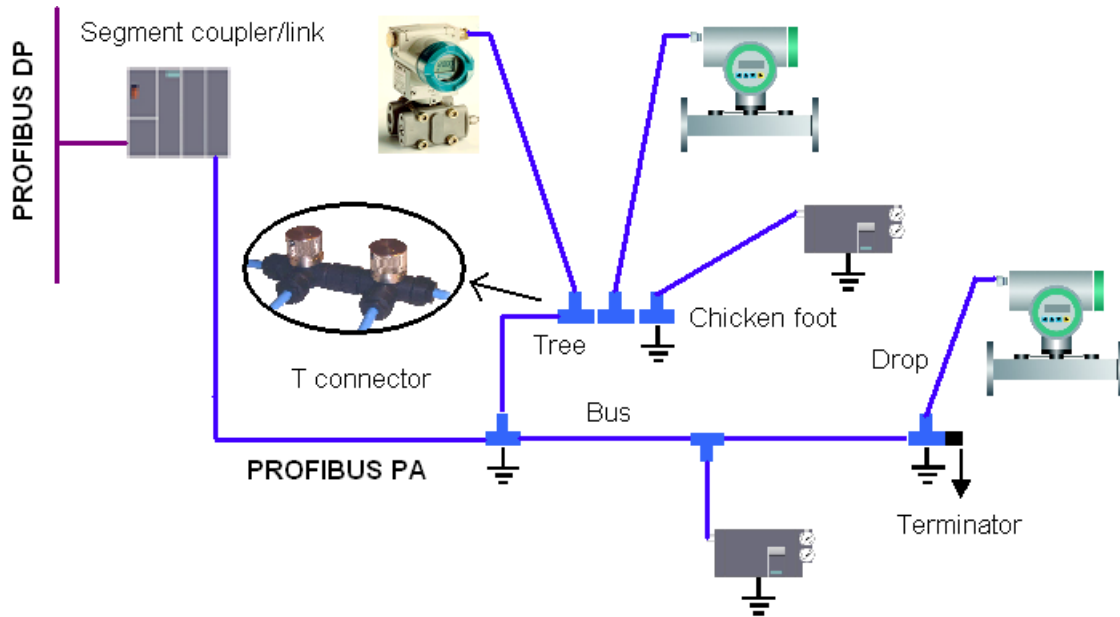 PROFIBUS DP
Segment coupler/link
T connector
Tree
Chicken foot
Drop
Bus
PROFIBUS PA
Terminator